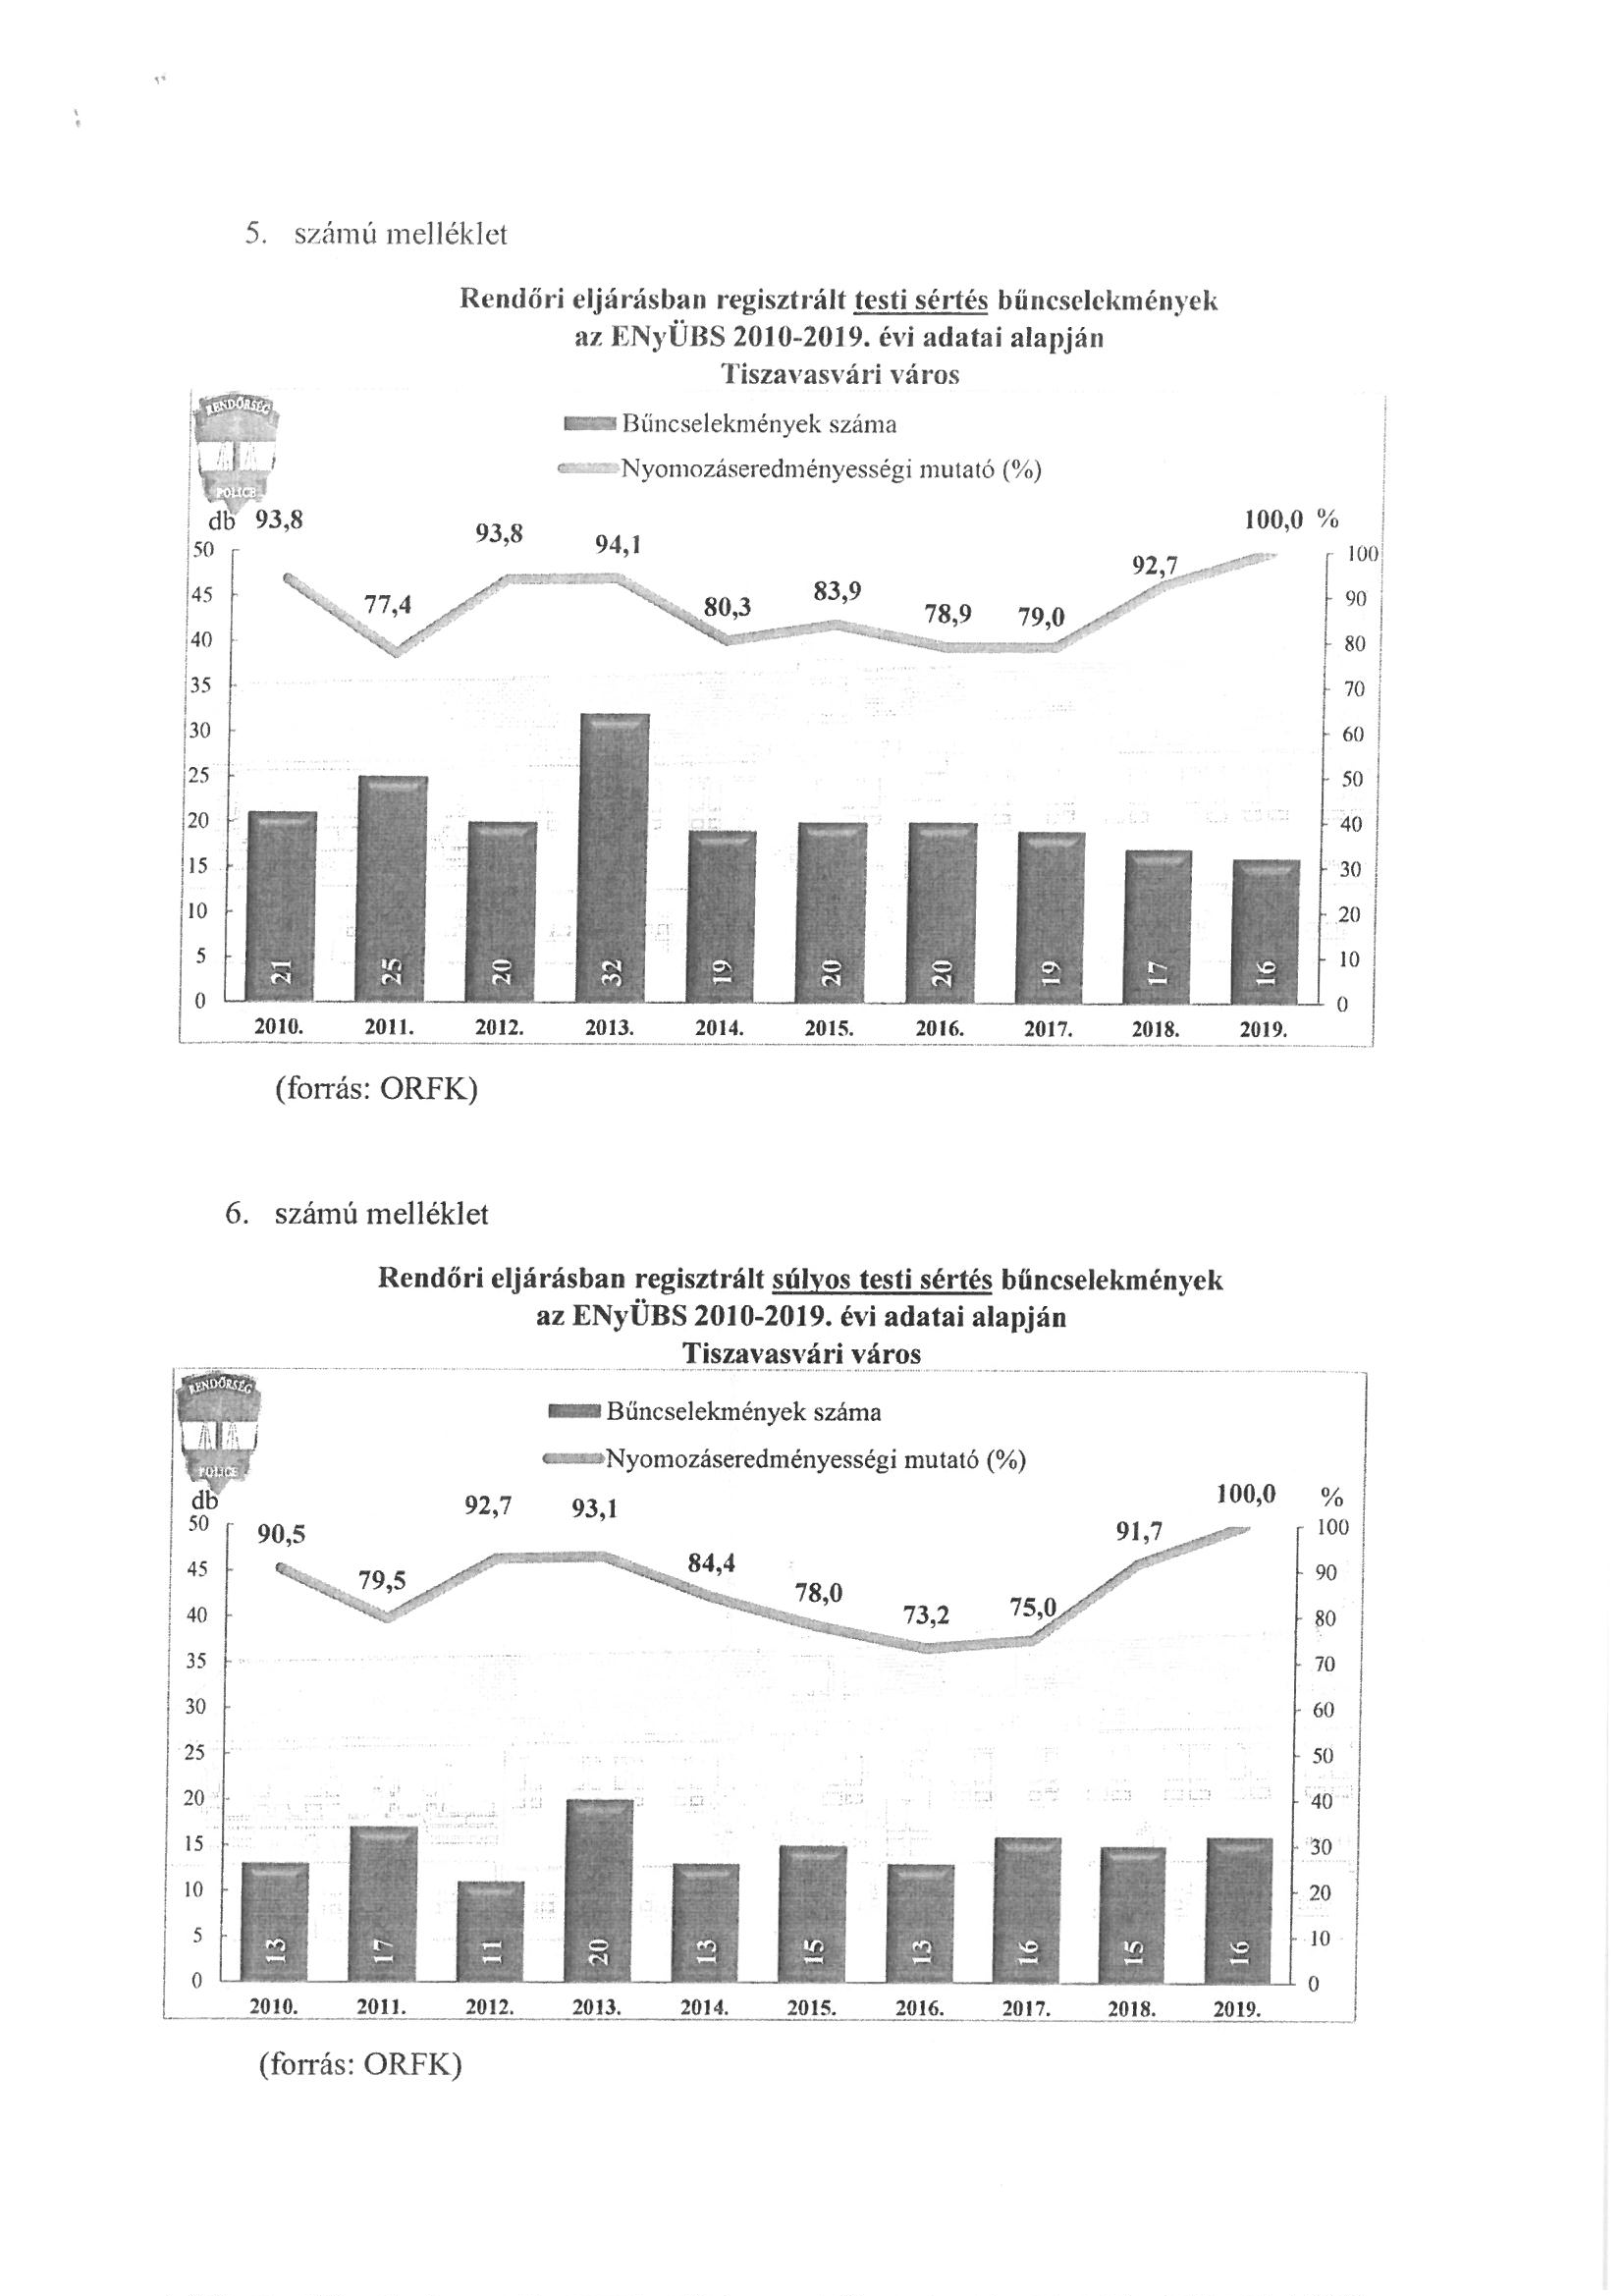 5. számú melléklet
Rendőri eljárásban regisztrált testi sértés bűncselekmények
az ENyÜBS 2010-2019. évi adatai alapján
Tiszavasvári város
RENDŐRSÉG
POLICE
Bűncselekmények száma
Nyomozáseredményességi mutató (%)
db 93,8 93,8 94,1 100,0 %
77,4 80,3 83,9 78,9 79,0 92,7
50 100
45 90
40 80
35 70
30 60
25 50
20 40
15 30
10 20
5 10
0 0
21 25 20 32 19 20 20 19 17 16
2010. 2011. 2012. 2013. 2014. 2015. 2016. 2017. 2018. 2019.
(forrás: ORFK)
6. számú melléklet
Rendőri eljárásban regisztrált súlyos testi sértés bűncselekmények
az ENyÜBS 2010-2019. évi adatai alapján
Tiszavasvári város
RENDŐRSÉG
POLICE
Bűncselekmények száma
Nyomozáseredményességi mutató (%)
db 92,7 93,1 100,0 %
90,5 79,5 84,4 78,0 73,2 75,0 91,7
50 100
45 90
40 80
35 70
30 60
25 50
20 40
15 30
10 20
5 10
0 0
13 17 11 20 13 15 13 16 15 16
2010. 2011. 2012. 2013. 2014. 2015. 2016. 2017. 2018. 2019.
(forrás: ORFK)